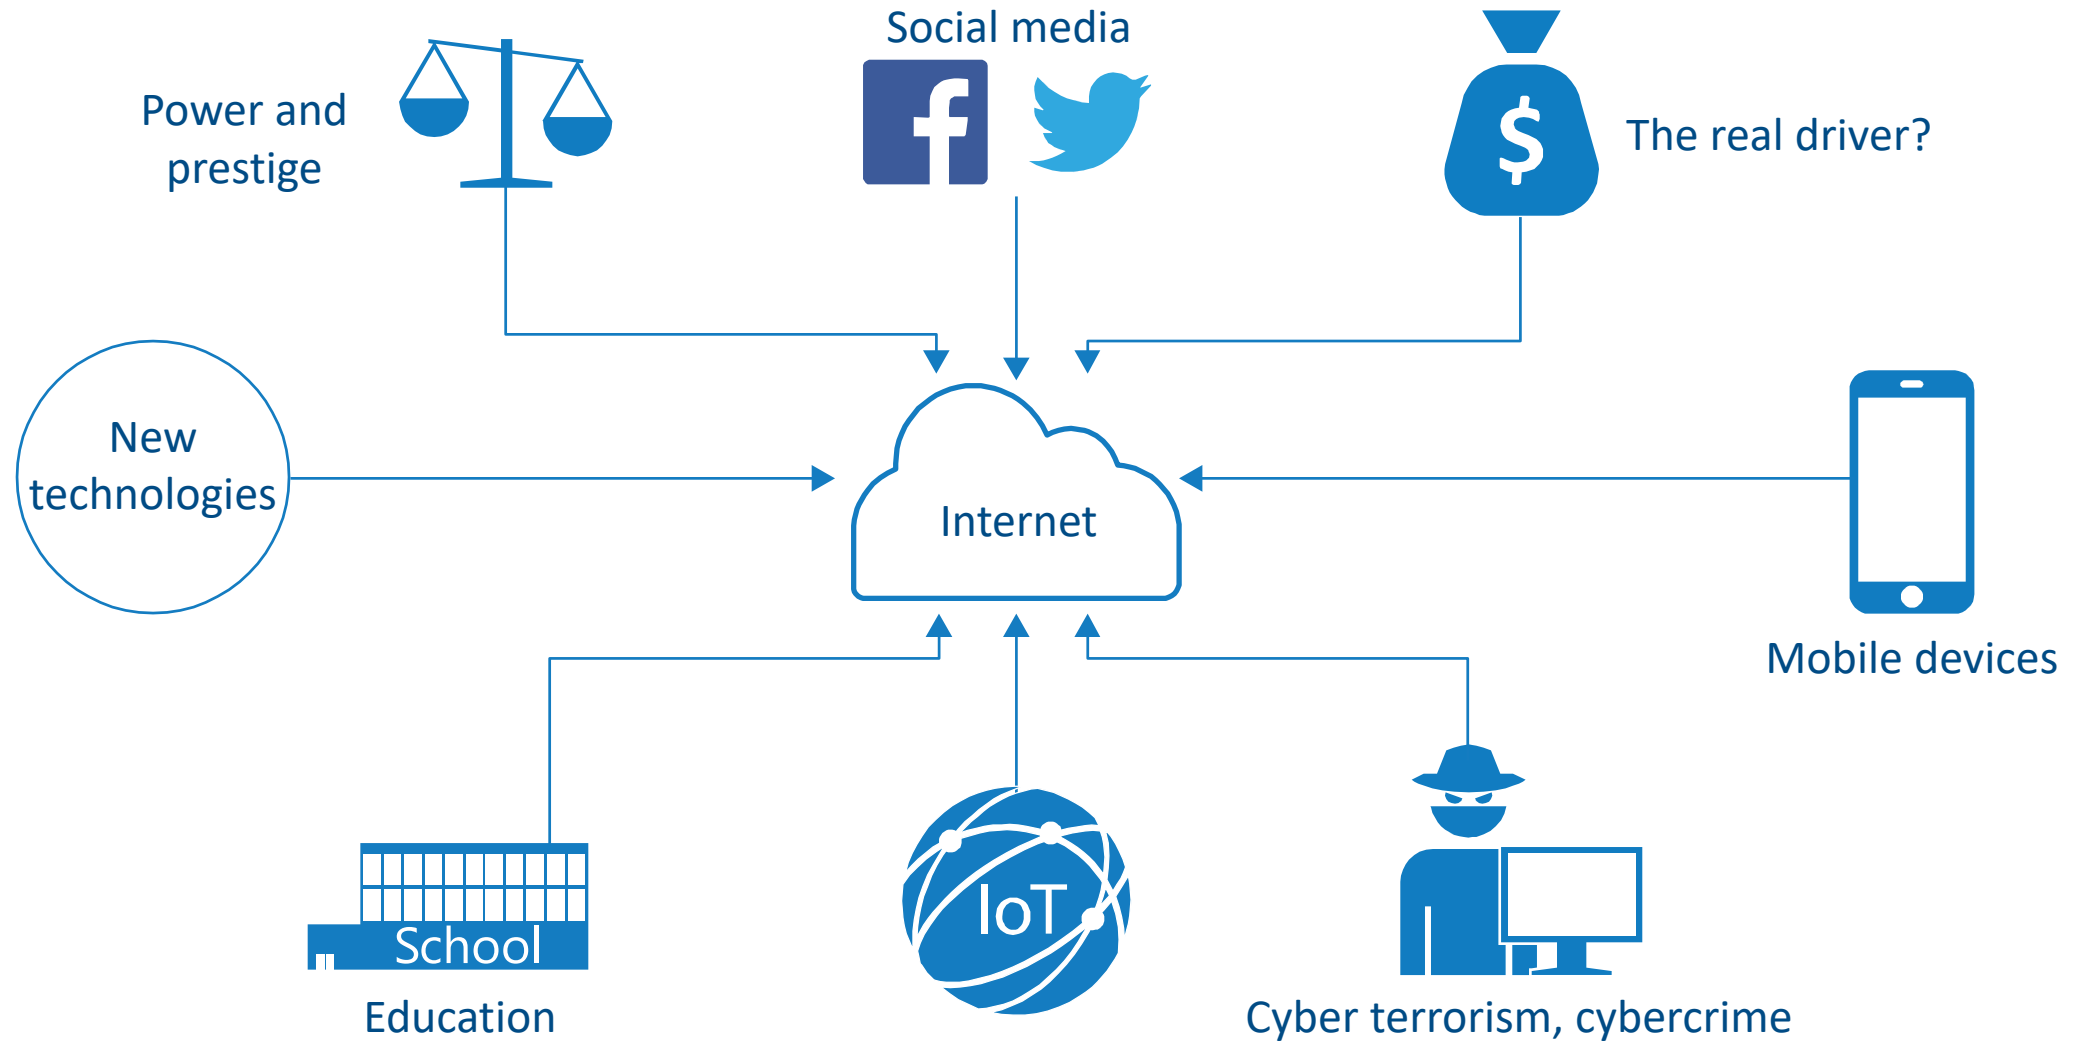 Social media
Power and
prestige
f
$
The real driver?
New
technologies
Internet
Mobile devices
School
IoT
Education
Cyber terrorism, cybercrime